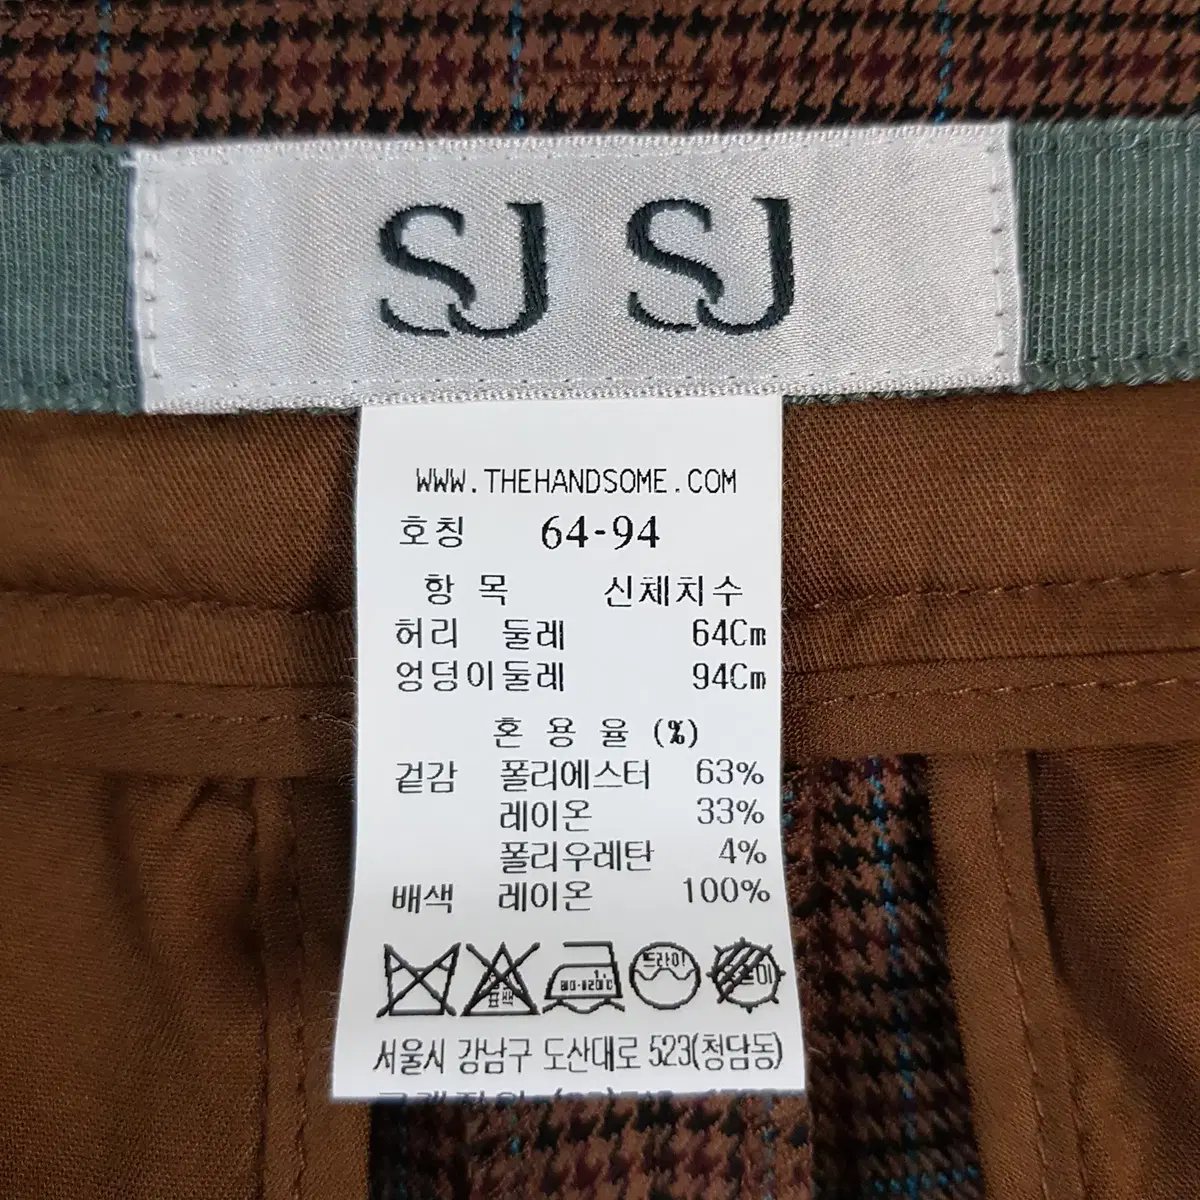 SJ SJ
WWW.THEHANDSOME.COM
호칭 64-94
항 목 신체치수
허리 둘레 64Cm
엉덩이둘레 94Cm
혼 용 율 (%)
겉감 폴리에스터 63%
레이온 33%
폴리우레탄 4%
배색 레이온 100%
표백
드라이
서울시 강남구 도산대로 523(청담동)